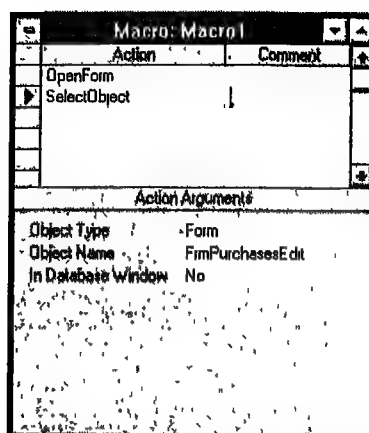 Macro: Macro1
Action Comment
OpenForm
SelectObject
Action Arguments
Object Type Form
Object Name FrmPurchasesEdit
In Database Window No